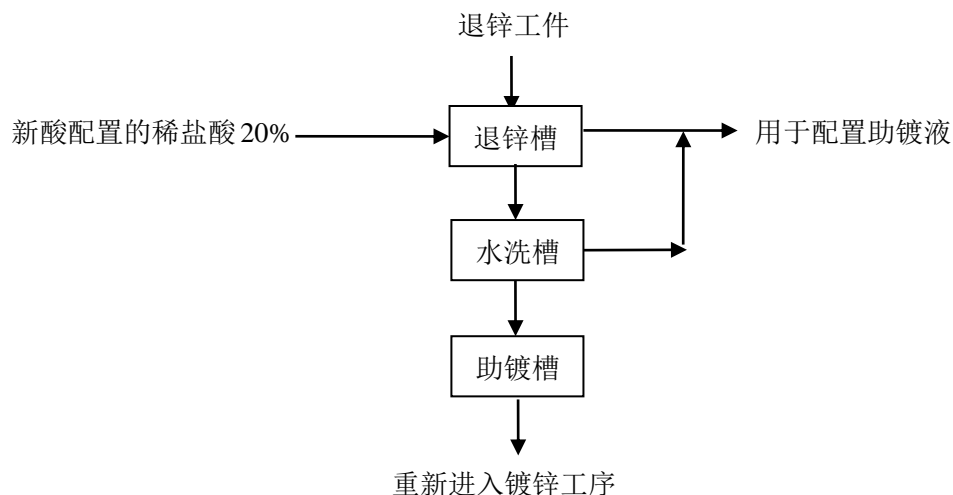 退锌工件
新酸配置的稀盐酸20%
退锌槽
用于配置助镀液
水洗槽
助镀槽
重新进入镀锌工序